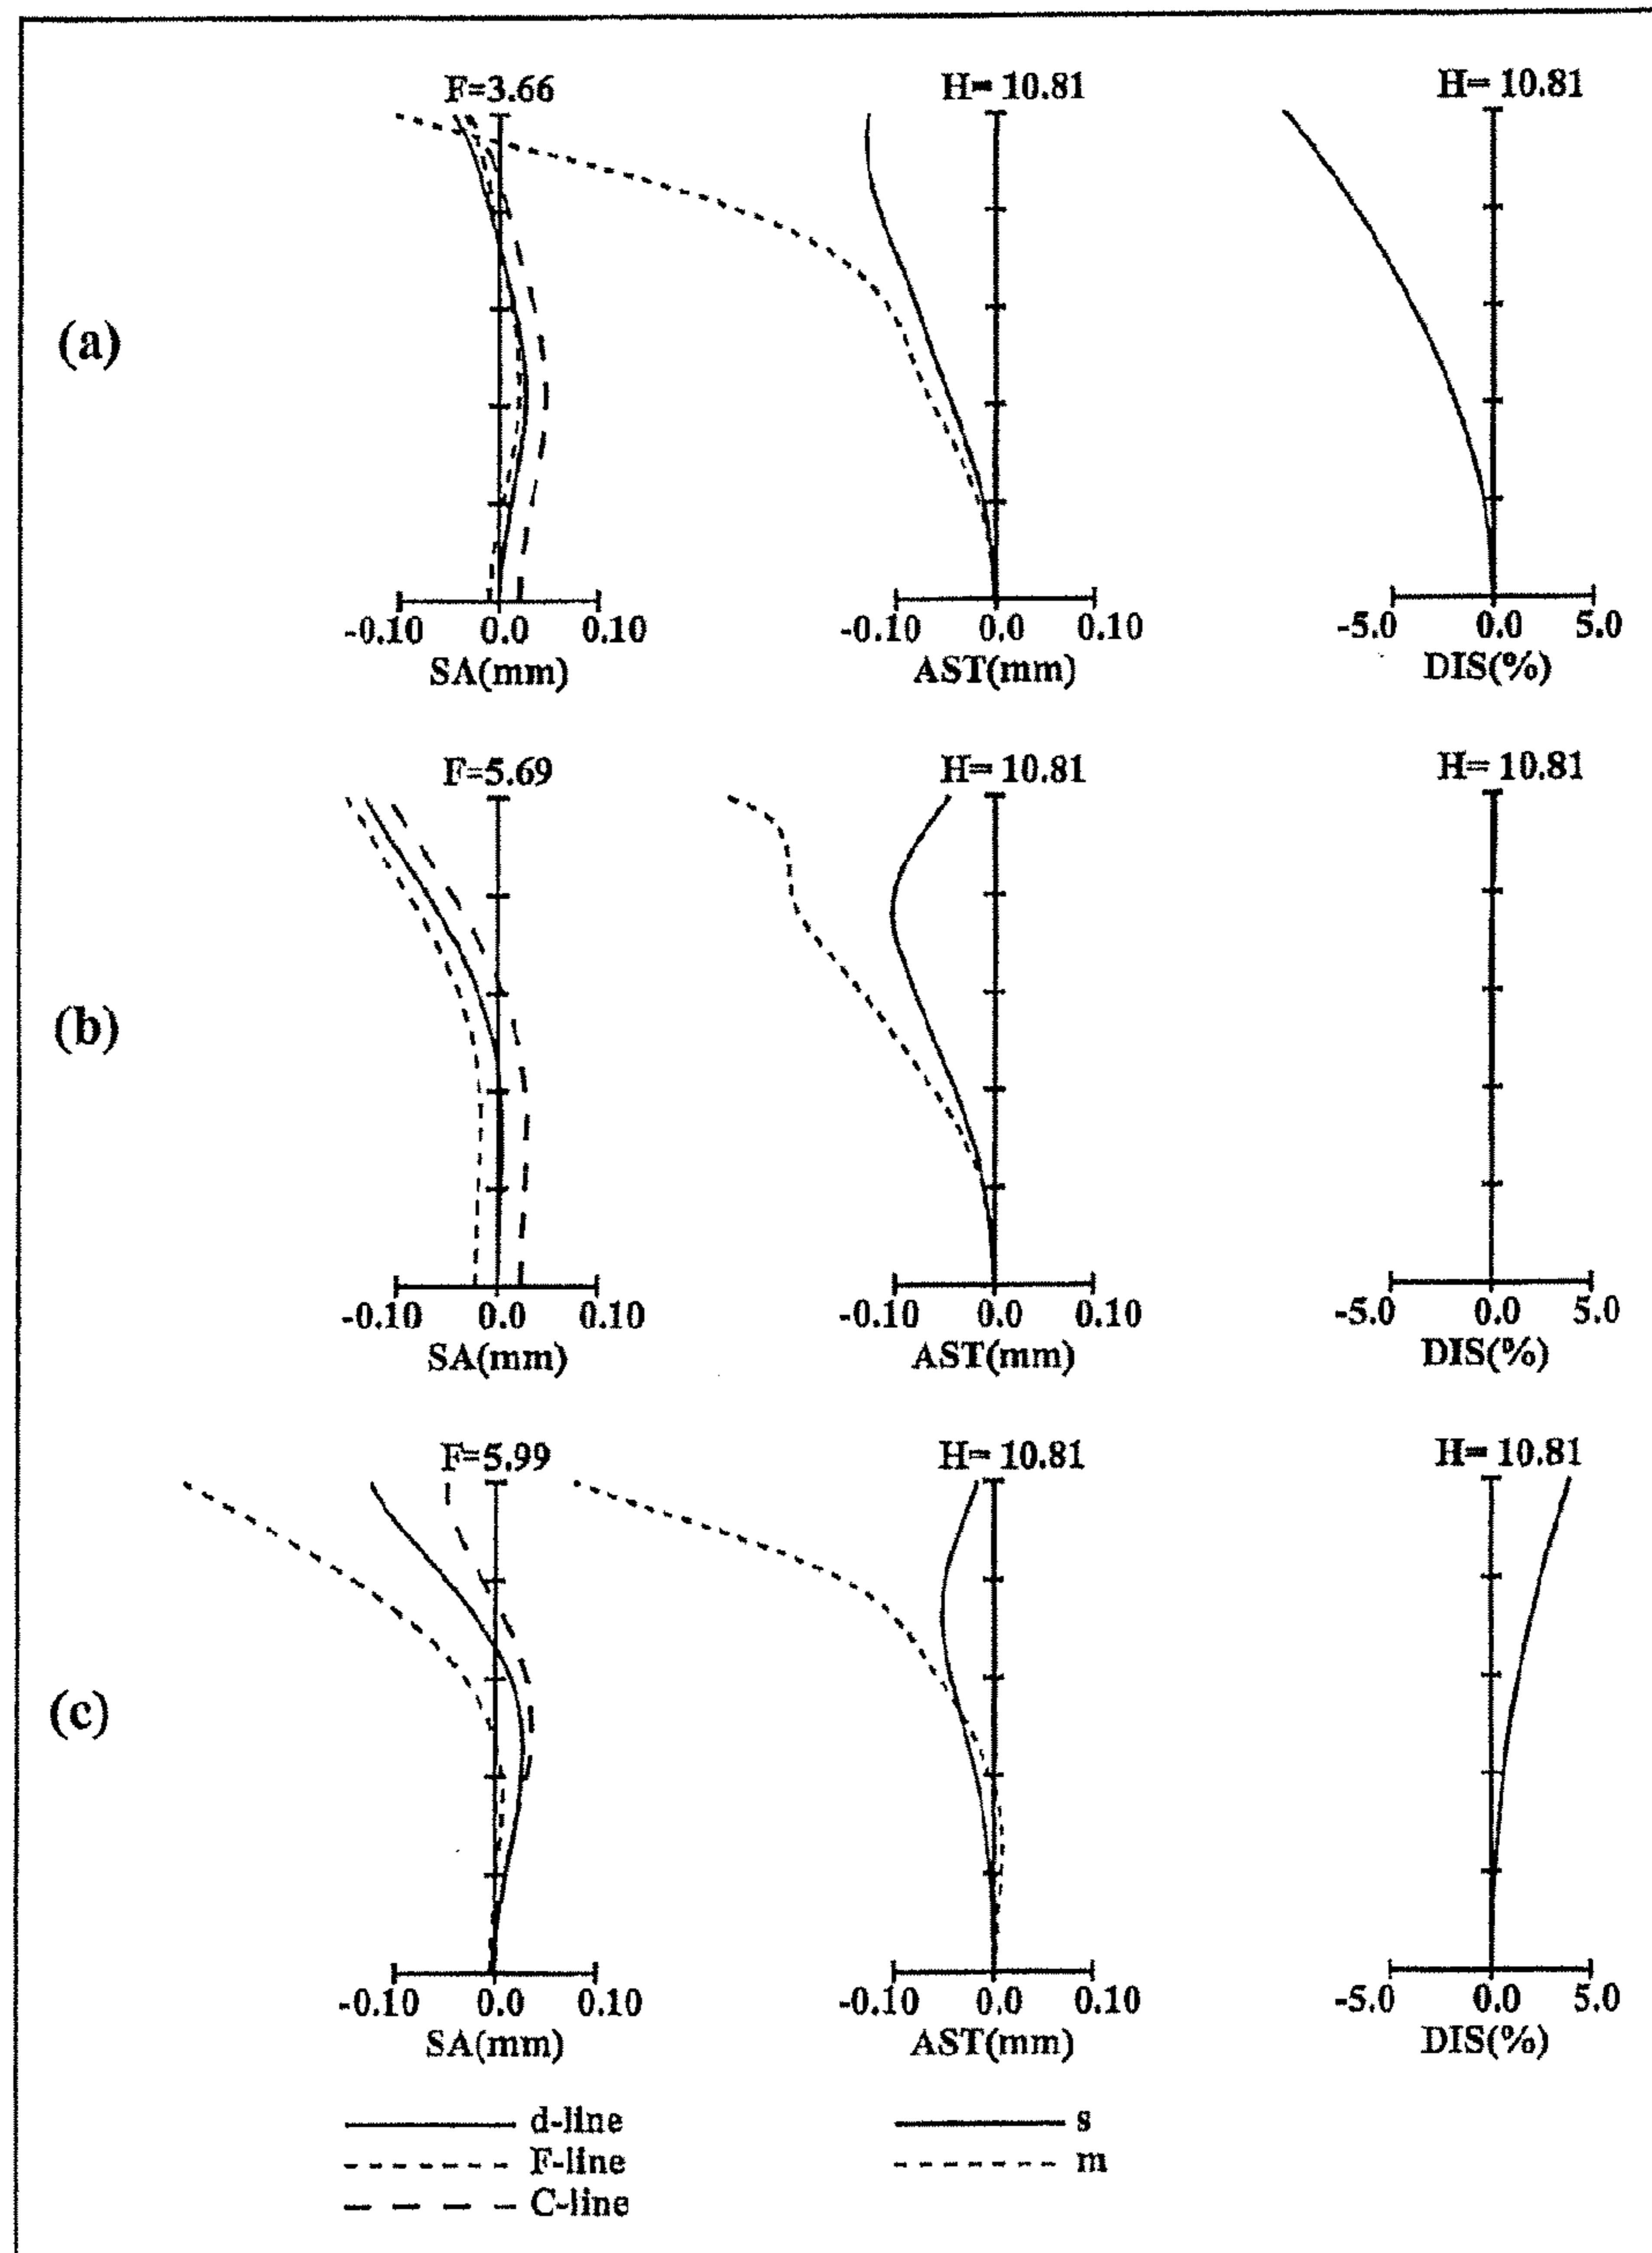 F=3.66 H= 10.81 H= 10.81
(a)
-0.10 0.0 0.10 -0.10 0.0 0.10 -5.0 0.0 5.0
SA(mm) AST(mm) DIS(%)
F=5.69 H= 10.81 H= 10.81
(b)
-0.10 0.0 0.10 -0.10 0.0 0.10 -5.0 0.0 5.0
SA(mm) AST(mm) DIS(%)
F=5.99 H= 10.81 H= 10.81
(c)
-0.10 0.0 0.10 -0.10 0.0 0.10 -5.0 0.0 5.0
SA(mm) AST(mm) DIS(%)
d-line s
F-line m
C-line